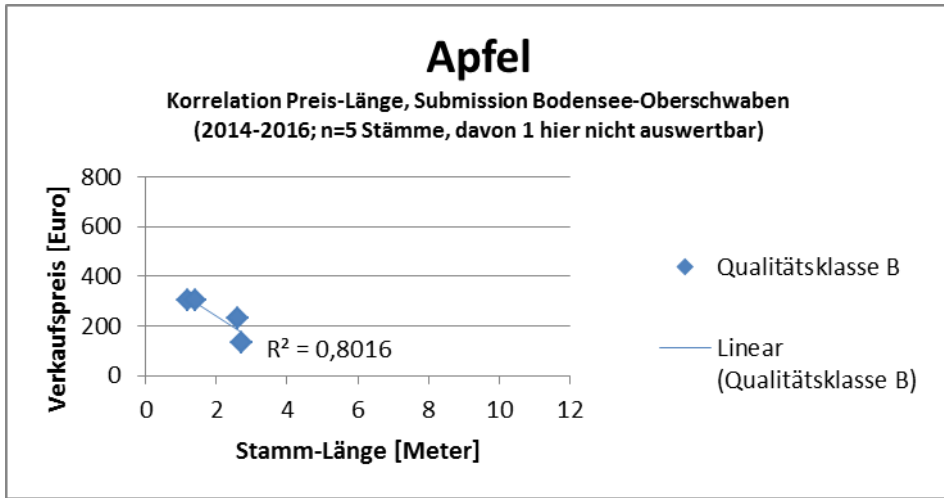 Apfel
Korrelation Preis-Länge, Submission Bodensee-Oberschwaben
(2014-2016; n=5 Stämme, davon 1 hier nicht auswertbar)
Verkaufspreis [Euro]
800
600
400
200
0
R² = 0,8016
0 2 4 6 8 10 12
Stamm-Länge [Meter]
Qualitätsklasse B
Linear
(Qualitätsklasse B)